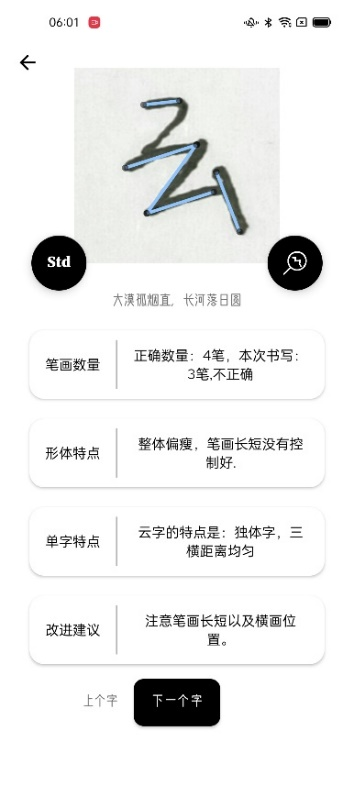 06:01
云
Std
大漠孤烟直，长河落日圆
笔画数量
正确数量：4笔，本次书写：
3笔,不正确
形体特点
整体偏瘦，笔画长短没有控
制好.
单字特点
云字的特点是：独体字，三
横距离均匀
改进建议
注意笔画长短以及横画位
置。
上个字
下一个字